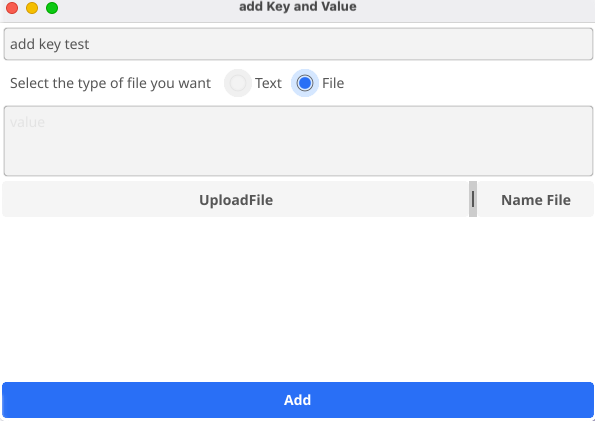 add Key and Value
add key test
Select the type of file you want Text File
value
UploadFile Name File
Add